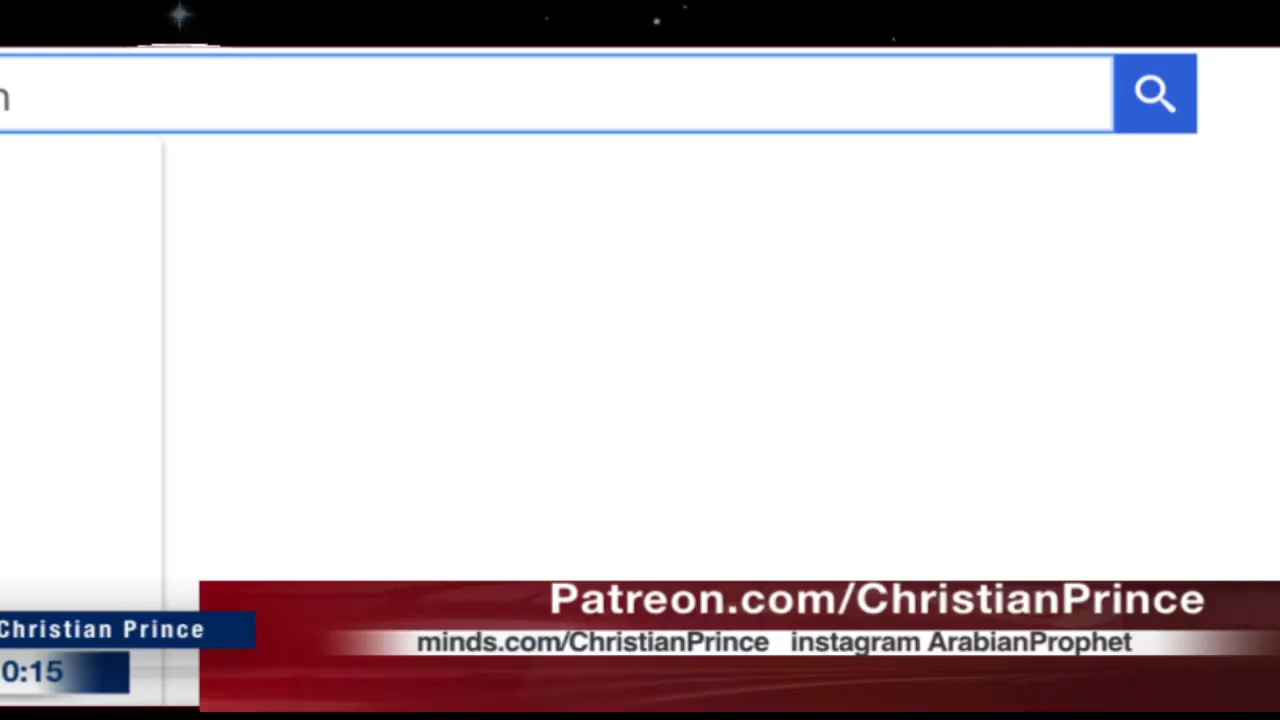 n
Patreon.com/ChristianPrince
Christian Prince
minds.com/ChristianPrince instagram ArabianProphet
0:15